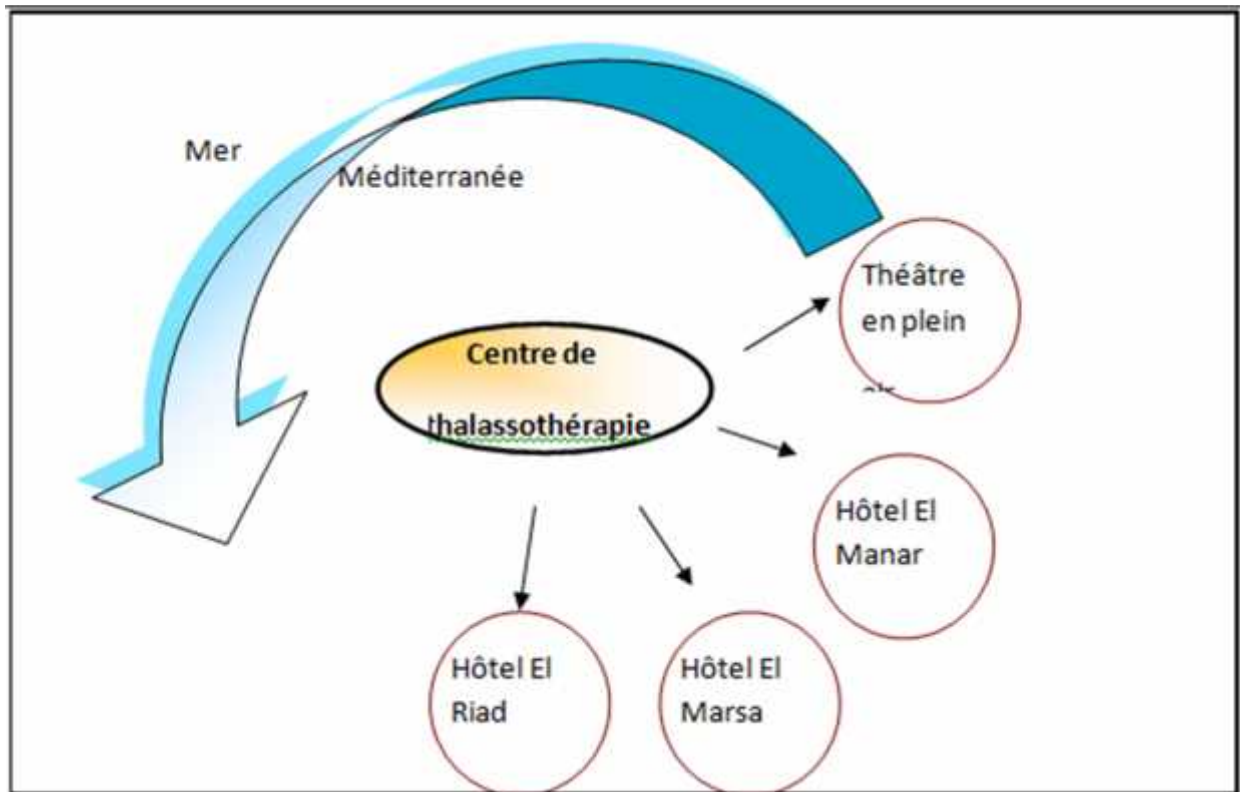 Mer
Méditerranée
Théâtre
en plein
Centre de
thalassothérapie
Hôtel El
Manar
Hôtel El
Riad
Hôtel El
Marsa